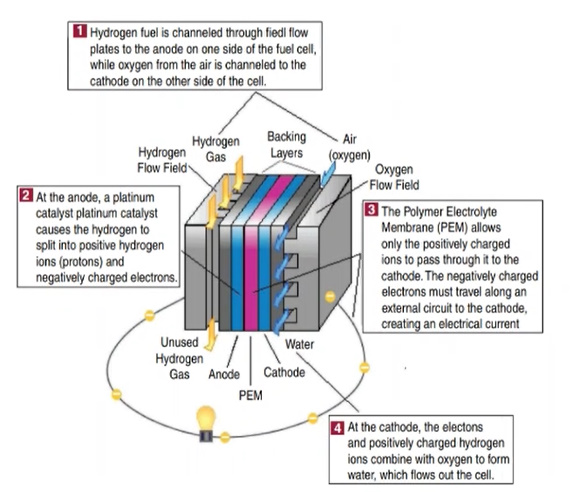 1 Hydrogen fuel is channeled through fiedl flow
plates to the anode on one side of the fuel cell,
while oxygen from the air is channeled to the
cathode on the other side of the cell.
Hydrogen
Gas
Backing
Layers
Air
(oxygen)
Hydrogen
Flow Field
Oxygen
Flow Field
2 At the anode, a platinum
catalyst platinum catalyst
causes the hydrogen to
split into positive hydrogen
ions (protons) and
negatively charged electrons.
3 The Polymer Electrolyte
Membrane (PEM) allows
only the positively charged
ions to pass through it to the
cathode. The negatively charged
electrons must travel along an
external circuit to the cathode,
creating an electrical current
Unused
Hydrogen
Gas
Anode
PEM
Cathode
Water
4 At the cathode, the electons
and positively charged hydrogen
ions combine with oxygen to form
water, which flows out the cell.